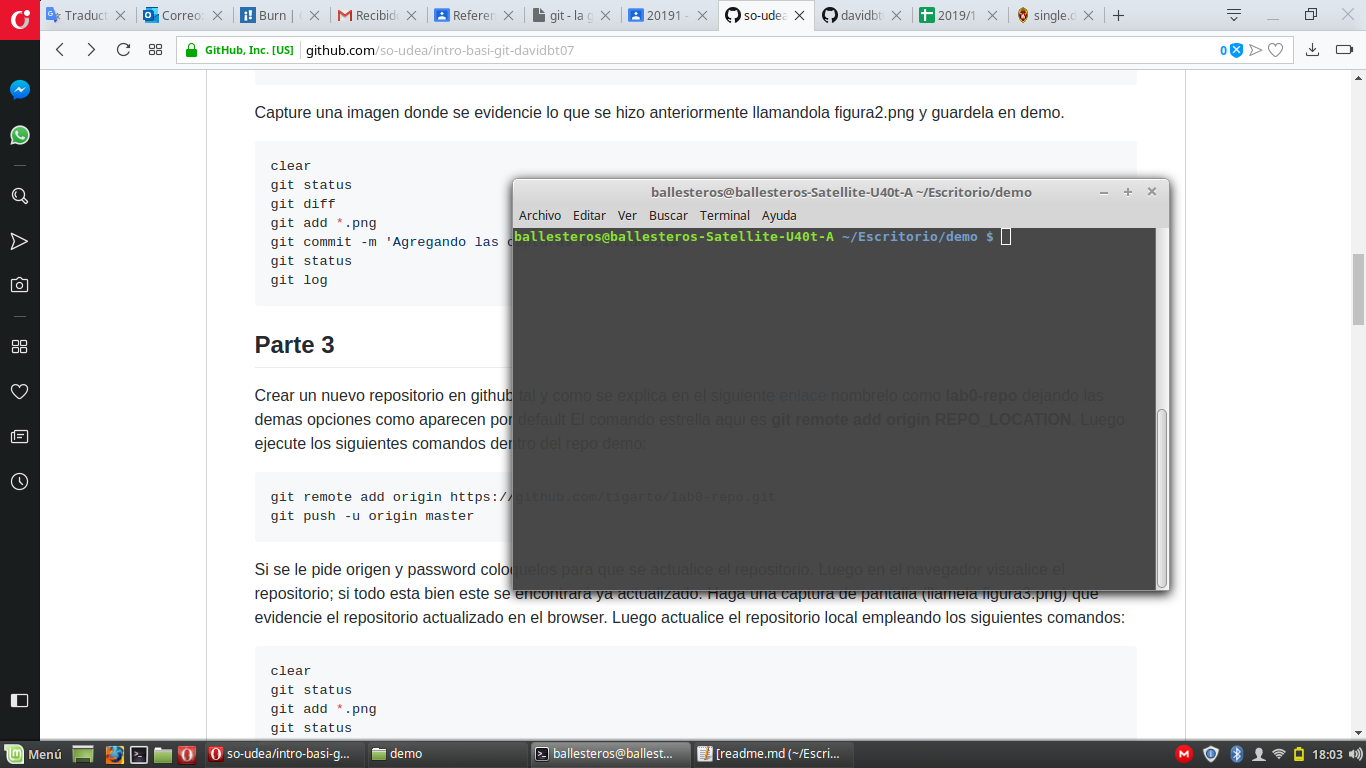 Traduct
Correo:
Burn | (
Recibido
Referen
git - la g
20191 -
so-udea
davidbt
2019/1
single.d
GitHub, Inc. [US]
github.com/so-udea/intro-basi-git-davidbt07
0
Capture una imagen donde se evidencie lo que se hizo anteriormente llamandola figura2.png y guardela en demo.
clear
git status
git diff
git add *.png
git commit -m 'Agregando las c
git status
git log
ballesteros@ballesteros-Satellite-U40t-A ~/Escritorio/demo
Archivo Editar Ver Buscar Terminal Ayuda
ballesteros@ballesteros-Satellite-U40t-A ~/Escritorio/demo $
Parte 3
Crear un nuevo repositorio en github tal y como se explica en el siguiente enlace nombrelo como lab0-repo dejando las
demas opciones como aparecen por default El comando estrella aqui es git remote add origin REPO_LOCATION. Luego
ejecute los siguientes comandos dentro del repo demo:
git remote add origin https://github.com/tigarto/lab0-repo.git
git push -u origin master
Si se le pide origen y password coloquelos para que se actualice el repositorio. Luego en el navegador visualice el
repositorio; si todo esta bien este se encontrara ya actualizado. Haga una captura de pantalla (llamela figura3.png) que
evidencie el repositorio actualizado en el browser. Luego actualice el repositorio local empleando los siguientes comandos:
clear
git status
git add *.png
git status
Menú
so-udea/intro-basi-g...
demo
ballesteros@ballest...
[readme.md (~/Escri...
18:03